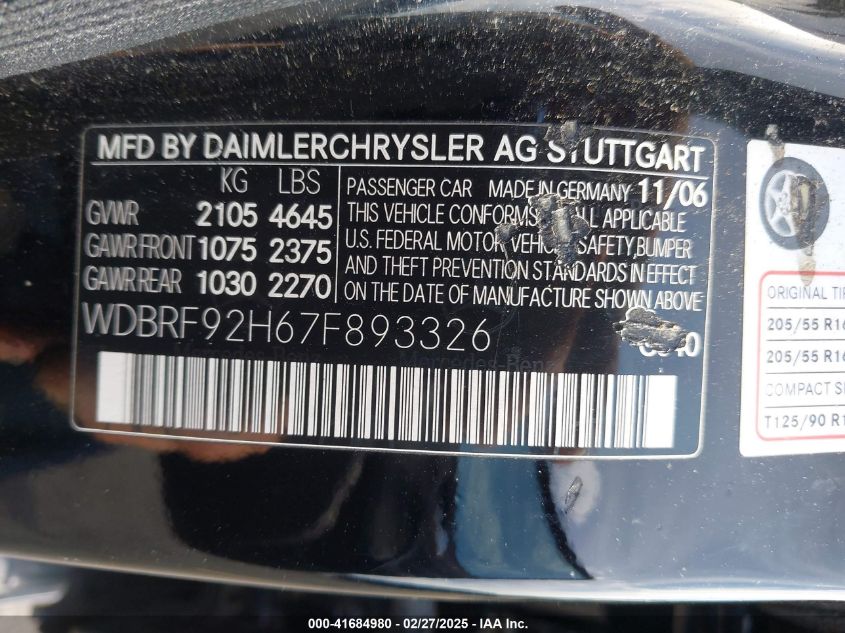 MFD BY DAIMLERCHRYSLER AG STUTTGART
KG LBS
GVWR 2105 4645
GAWR FRONT 1075 2375
GAWR REAR 1030 2270
PASSENGER CAR MADE IN GERMANY 11/06
THIS VEHICLE CONFORMS ALL APPLICABLE
U.S. FEDERAL MOTOR VEHICLE SAFETY, BUMPER
AND THEFT PREVENTION STANDARDS IN EFFECT
ON THE DATE OF MANUFACTURE SHOWN ABOVE
WDBRF92H67F893326
Mercedes-Benz
ORIGINAL
205/55 R16
205/55 R16
COMPACT
T125/90
000-41684980 — 02/27/2025 — IAA Inc.